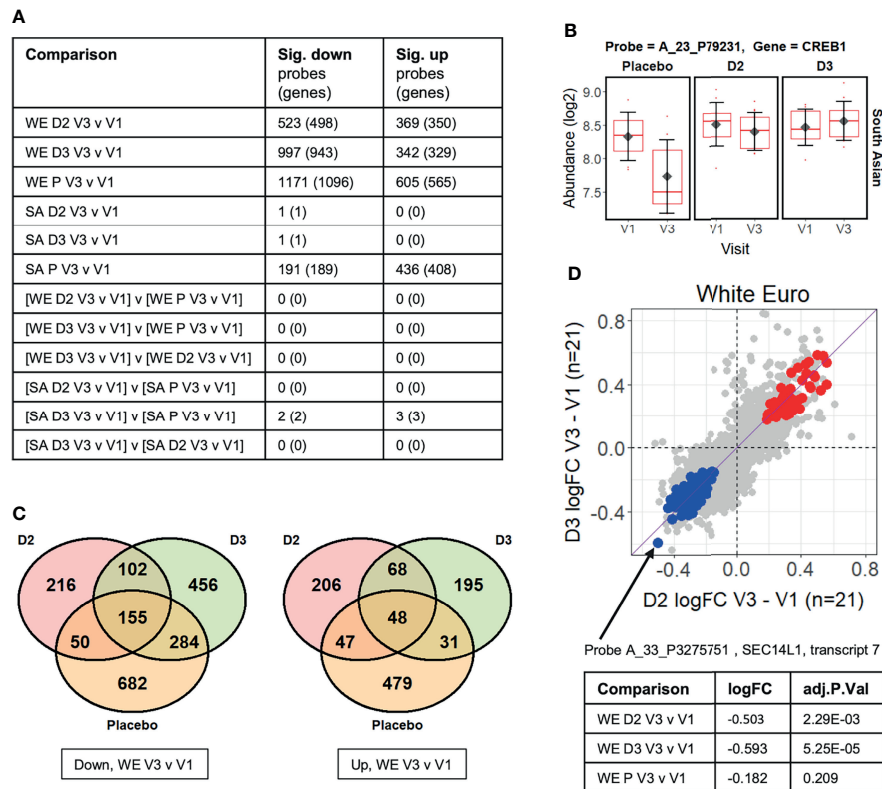 A
Comparison Sig. down probes (genes) Sig. up probes (genes)
WE D2 V3 v V1 523 (498) 369 (350)
WE D3 V3 v V1 997 (943) 342 (329)
WE P V3 v V1 1171 (1096) 605 (565)
SA D2 V3 v V1 1 (1) 0 (0)
SA D3 V3 v V1 1 (1) 0 (0)
SA P V3 v V1 191 (189) 436 (408)
[WE D2 V3 v V1] v [WE P V3 v V1] 0 (0) 0 (0)
[WE D3 V3 v V1] v [WE P V3 v V1] 0 (0) 0 (0)
[WE D3 V3 v V1] v [WE D2 V3 v V1] 0 (0) 0 (0)
[SA D2 V3 v V1] v [SA P V3 v V1] 0 (0) 0 (0)
[SA D3 V3 v V1] v [SA P V3 v V1] 2 (2) 3 (3)
[SA D3 V3 v V1] v [SA D2 V3 v V1] 0 (0) 0 (0)
B
Probe = A_23_P79231, Gene = CREB1
Placebo D2 D3
Abundance (log2)
9.0
8.5
8.0
7.5
South Asian
V1 V3 V1 V3 V1 V3
Visit
C
D2 D3
216 102 456
155
50 284
682
Placebo
Down, WE V3 v V1
D2 D3
206 68 195
48
47 31
479
Placebo
Up, WE V3 v V1
D
White Euro
D3 logFC V3 - V1 (n=21)
0.8
0.4
0.0
-0.4
-0.4 0.0 0.4 0.8
D2 logFC V3 - V1 (n=21)
Probe A_33_P3275751 , SEC14L1, transcript 7
Comparison logFC adj.P.Val
WE D2 V3 v V1 -0.503 2.29E-03
WE D3 V3 v V1 -0.593 5.25E-05
WE P V3 v V1 -0.182 0.209